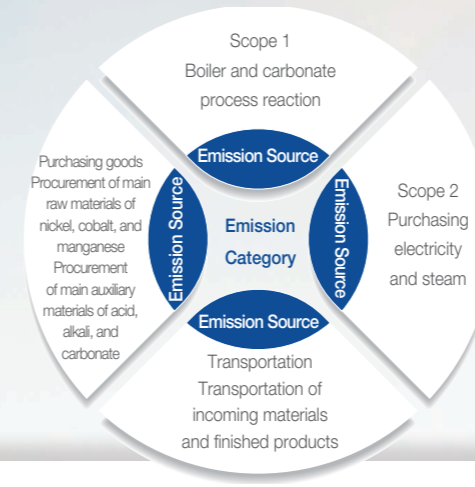 Scope 1
Boiler and carbonate
process reaction
Emission Source
Purchasing goods
Procurement of main
raw materials of
nickel, cobalt, and
manganese
Procurement
of main auxiliary
materials of acid,
alkali, and
carbonate
Emission Source
Emission
Category
Emission Source
Scope 2
Purchasing
electricity
and steam
Emission Source
Transportation
Transportation of
incoming materials
and finished products